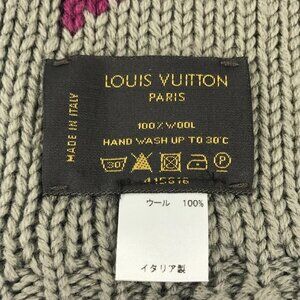 LOUIS VUITTON
PARIS
MADE IN ITALY
100% WOOL
HAND WASH UP TO 30°C
30
P
ウール 100%
イタリア製